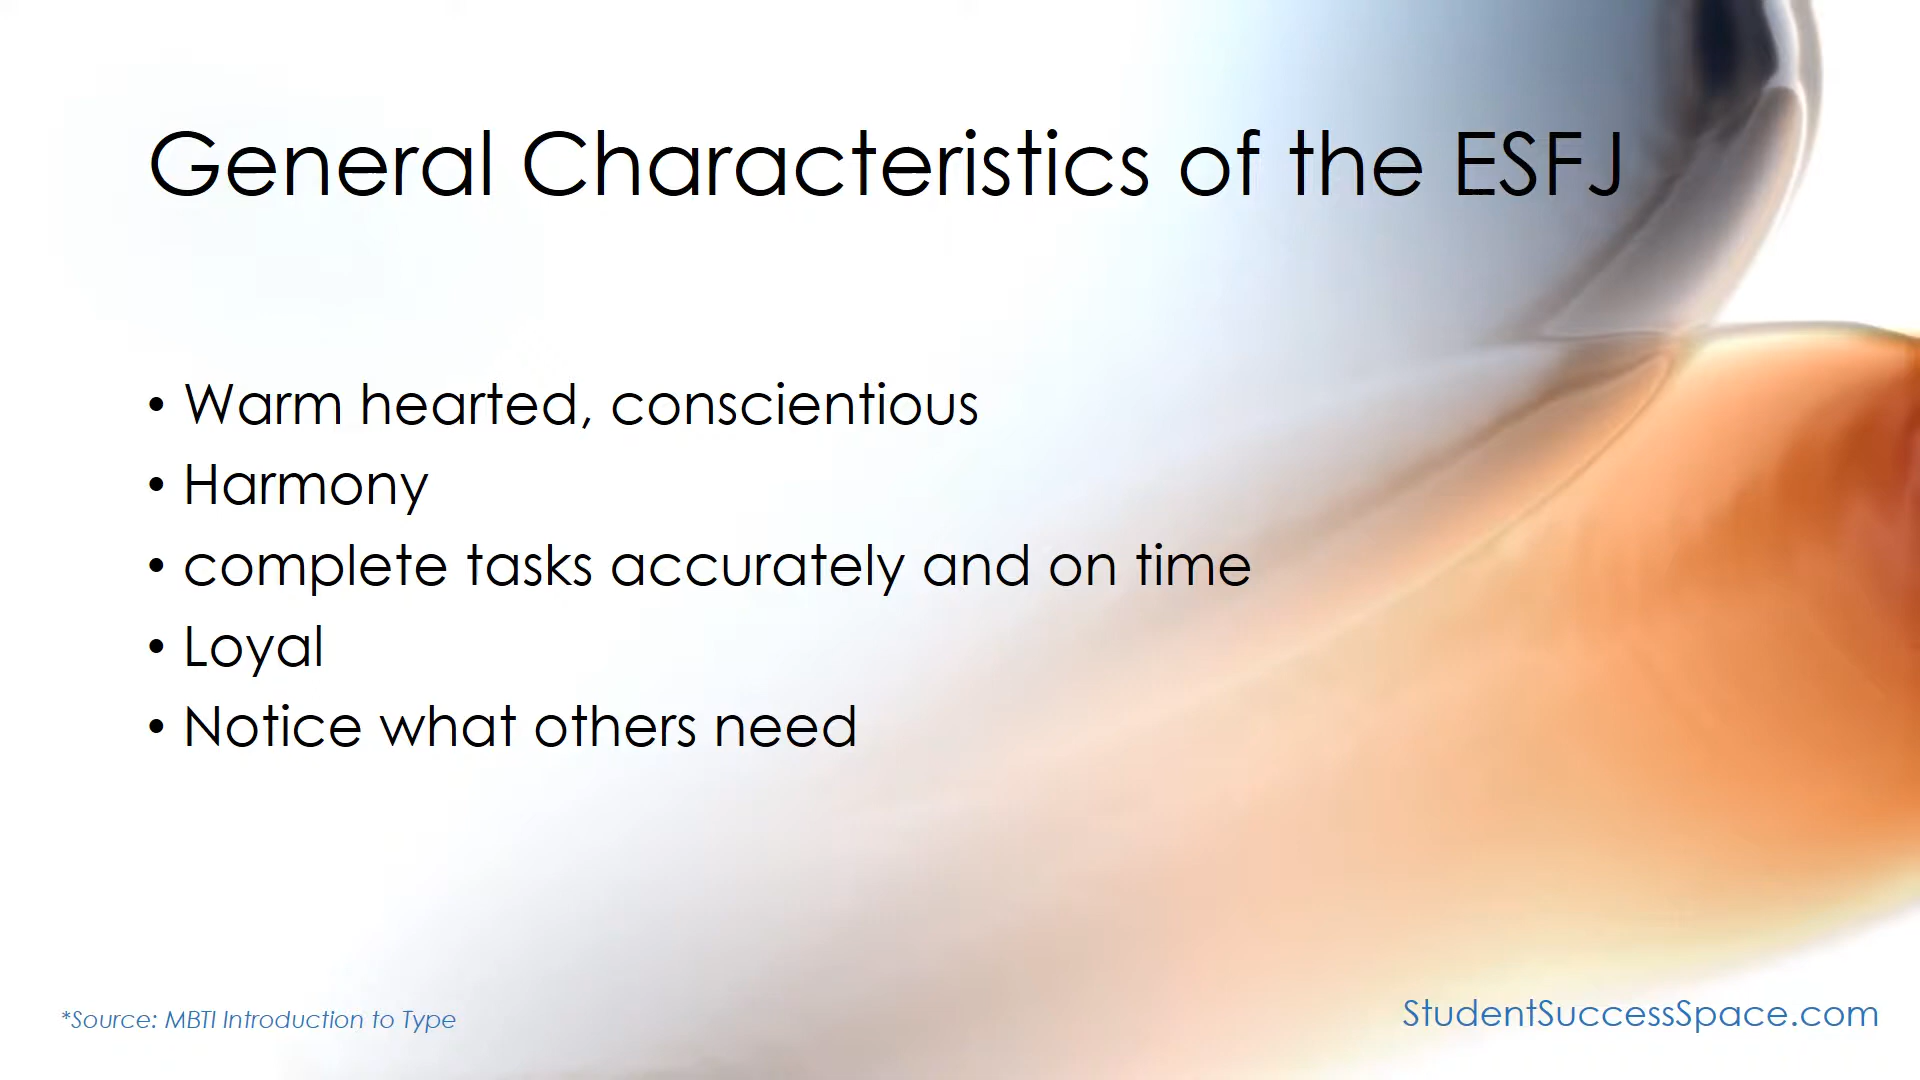 General Characteristics of the ESFJ
• Warm hearted, conscientious
• Harmony
• complete tasks accurately and on time
• Loyal
• Notice what others need
*Source: MBTI Introduction to Type
StudentSuccessSpace.com